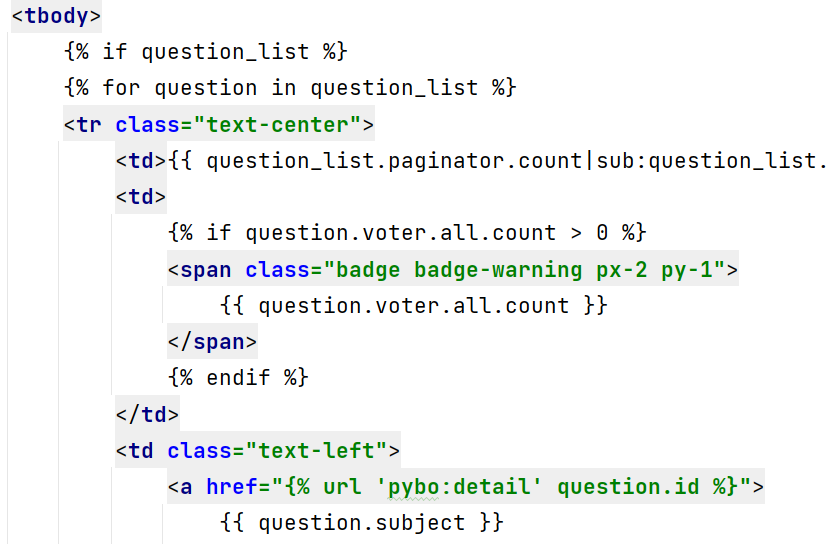 <tbody>
{% if question_list %}
{% for question in question_list %}
<tr class="text-center">
<td>{{ question_list.paginator.count|sub:question_list.
<td>
{% if question.voter.all.count > 0 %}
<span class="badge badge-warning px-2 py-1">
{{ question.voter.all.count }}
</span>
{% endif %}
</td>
<td class="text-left">
<a href="{% url 'pybo:detail' question.id %}">
{{ question.subject }}